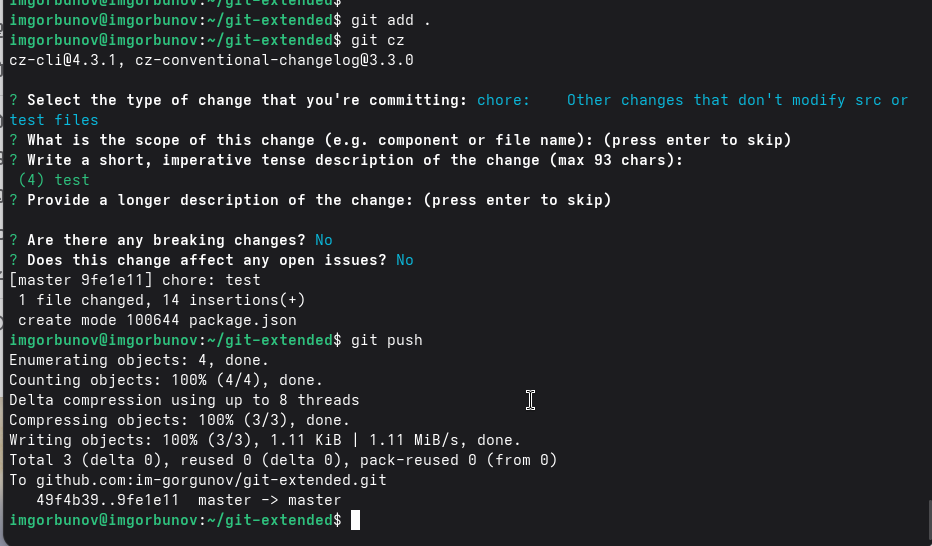 imgorbunov@imgorbunov:~/git-extended$
imgorbunov@imgorbunov:~/git-extended$ git add .
imgorbunov@imgorbunov:~/git-extended$ git cz
cz-cli@4.3.1, cz-conventional-changelog@3.3.0
? Select the type of change that you're committing: chore:    Other changes that don't modify src or
test files
? What is the scope of this change (e.g. component or file name): (press enter to skip)
? Write a short, imperative tense description of the change (max 93 chars):
 (4) test
? Provide a longer description of the change: (press enter to skip)
? Are there any breaking changes? No
? Does this change affect any open issues? No
[master 9fe1e11] chore: test
 1 file changed, 14 insertions(+)
 create mode 100644 package.json
imgorbunov@imgorbunov:~/git-extended$ git push
Enumerating objects: 4, done.
Counting objects: 100% (4/4), done.
Delta compression using up to 8 threads
Compressing objects: 100% (3/3), done.
Writing objects: 100% (3/3), 1.11 KiB | 1.11 MiB/s, done.
Total 3 (delta 0), reused 0 (delta 0), pack-reused 0 (from 0)
To github.com:im-gorgunov/git-extended.git
   49f4b39..9fe1e11  master -> master
imgorbunov@imgorbunov:~/git-extended$